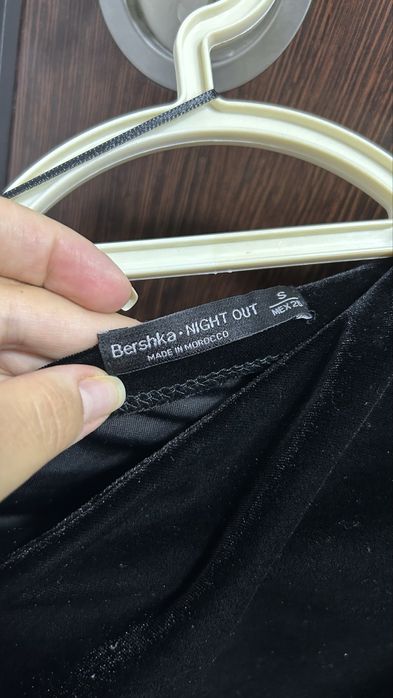 Bershka • NIGHT OUT
MADE IN MOROCCO
S
MEX 26